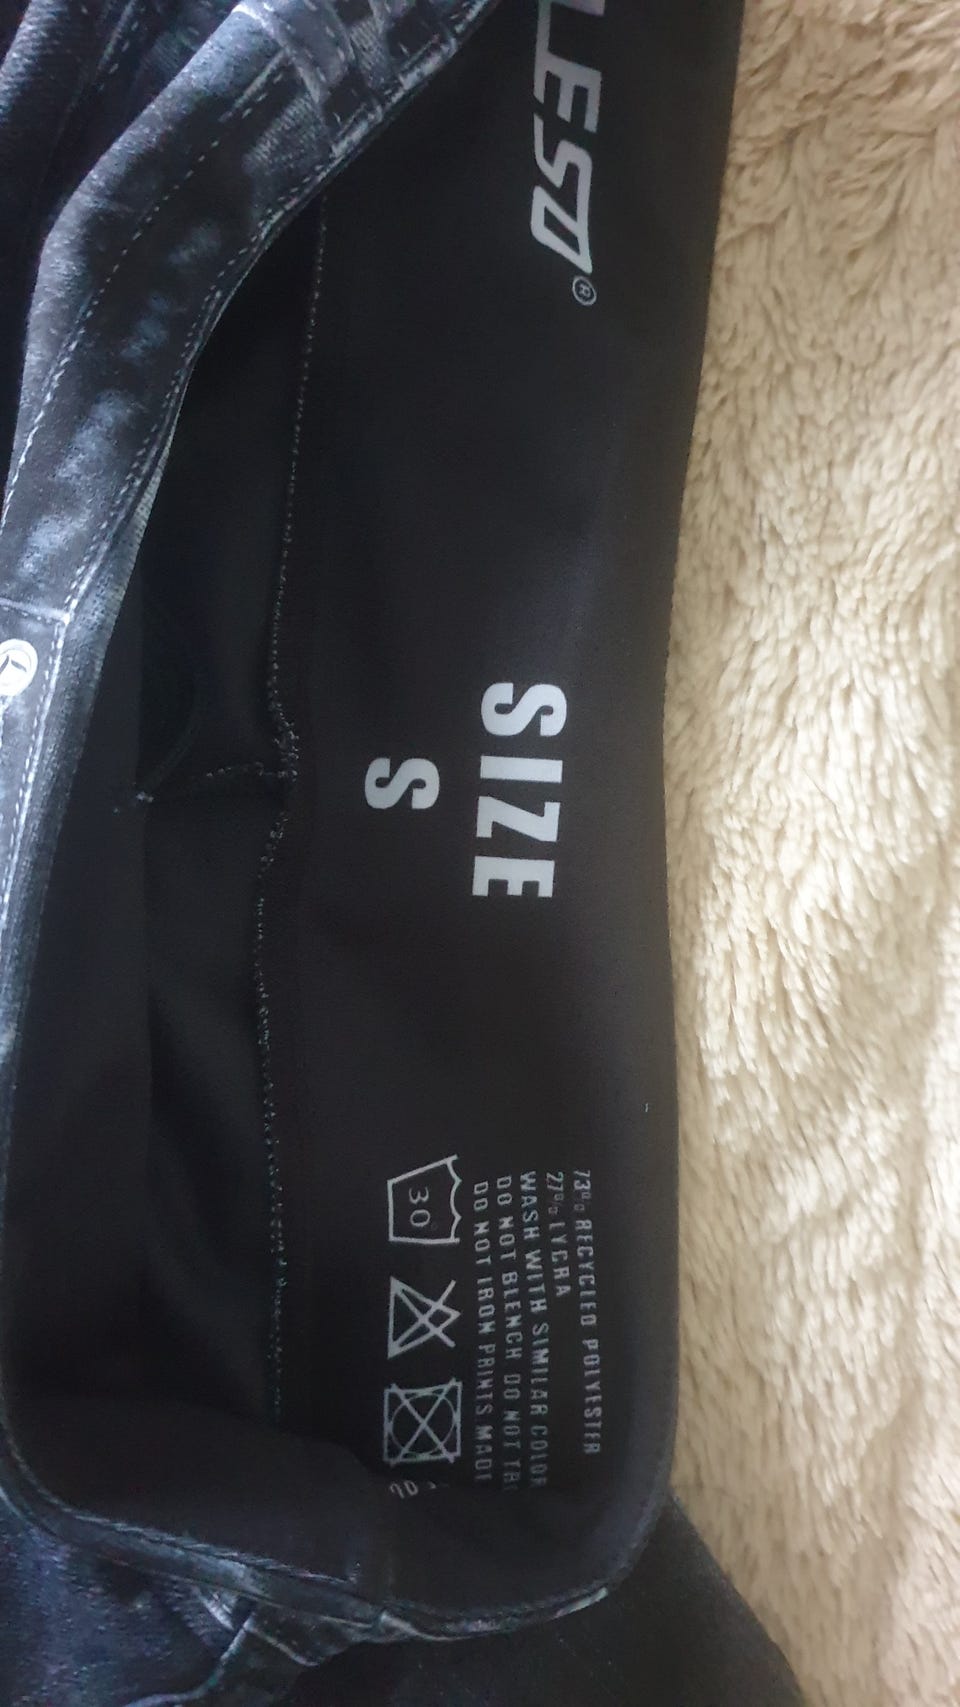 LESO®
SIZE
S
73% RECYCLED POLYESTER
27% LYCRA
WASH WITH SIMILAR COLOR
DO NOT BLENCH DO NOT
DO NOT IRON PRINTS
30°